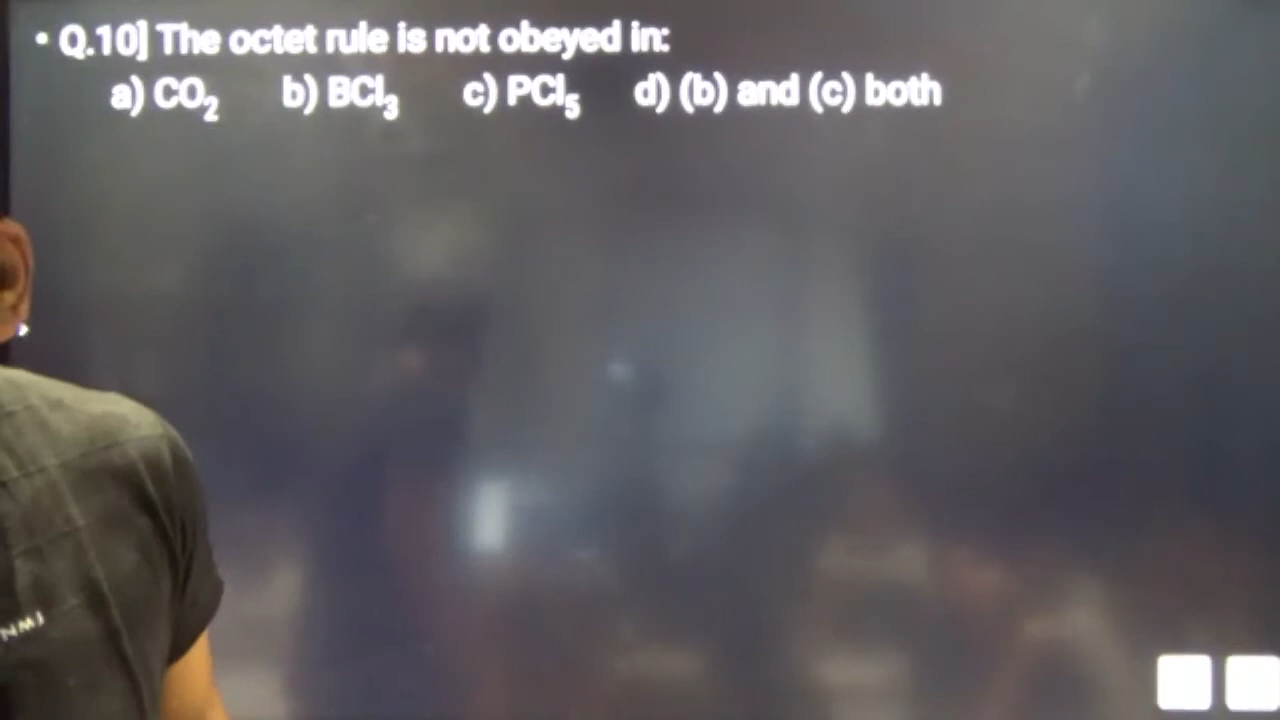 • Q.10] The octet rule is not obeyed in:
a) CO₂ b) BCl₃ c) PCl₅ d) (b) and (c) both